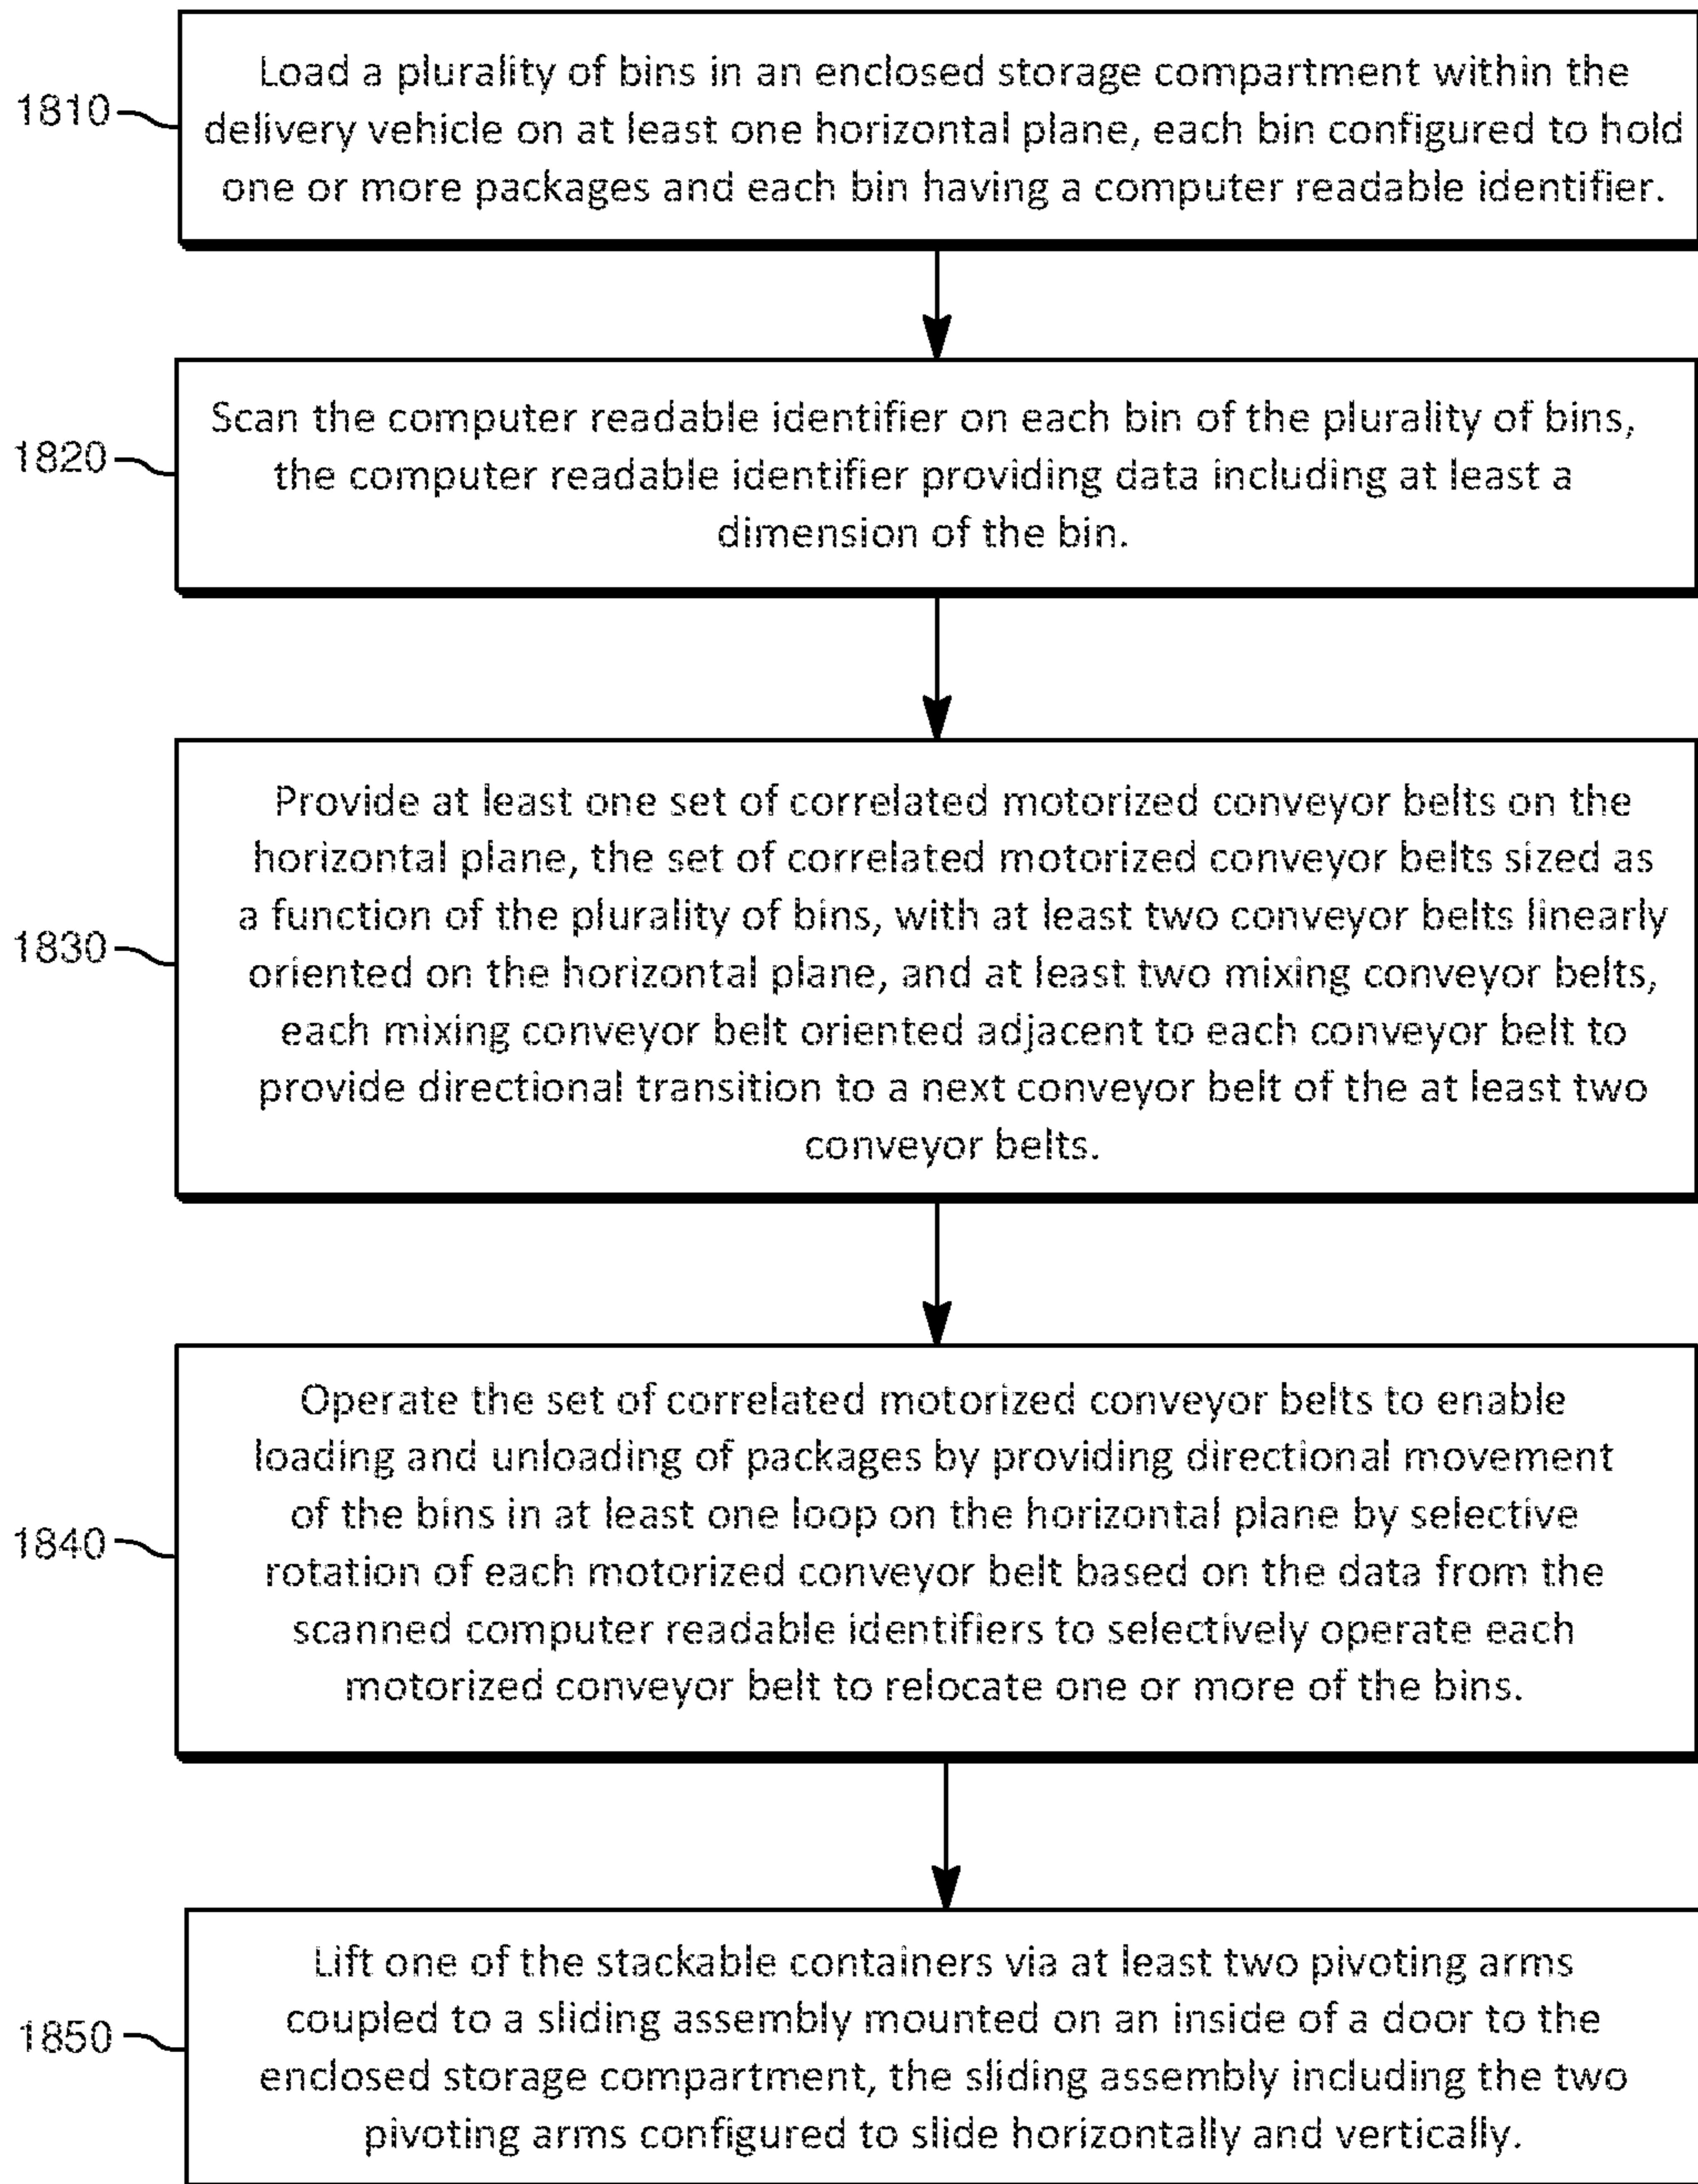 1810
Load a plurality of bins in an enclosed storage compartment within the
delivery vehicle on at least one horizontal plane, each bin configured to hold
one or more packages and each bin having a computer readable identifier.
1820
Scan the computer readable identifier on each bin of the plurality of bins,
the computer readable identifier providing data including at least a
dimension of the bin.
1830
Provide at least one set of correlated motorized conveyor belts on the
horizontal plane, the set of correlated motorized conveyor belts sized as
a function of the plurality of bins, with at least two conveyor belts linearly
oriented on the horizontal plane, and at least two mixing conveyor belts,
each mixing conveyor belt oriented adjacent to each conveyor belt to
provide directional transition to a next conveyor belt of the at least two
conveyor belts.
1840
Operate the set of correlated motorized conveyor belts to enable
loading and unloading of packages by providing directional movement
of the bins in at least one loop on the horizontal plane by selective
rotation of each motorized conveyor belt based on the data from the
scanned computer readable identifiers to selectively operate each
motorized conveyor belt to relocate one or more of the bins.
1850
Lift one of the stackable containers via at least two pivoting arms
coupled to a sliding assembly mounted on an inside of a door to the
enclosed storage compartment, the sliding assembly including the two
pivoting arms configured to slide horizontally and vertically.